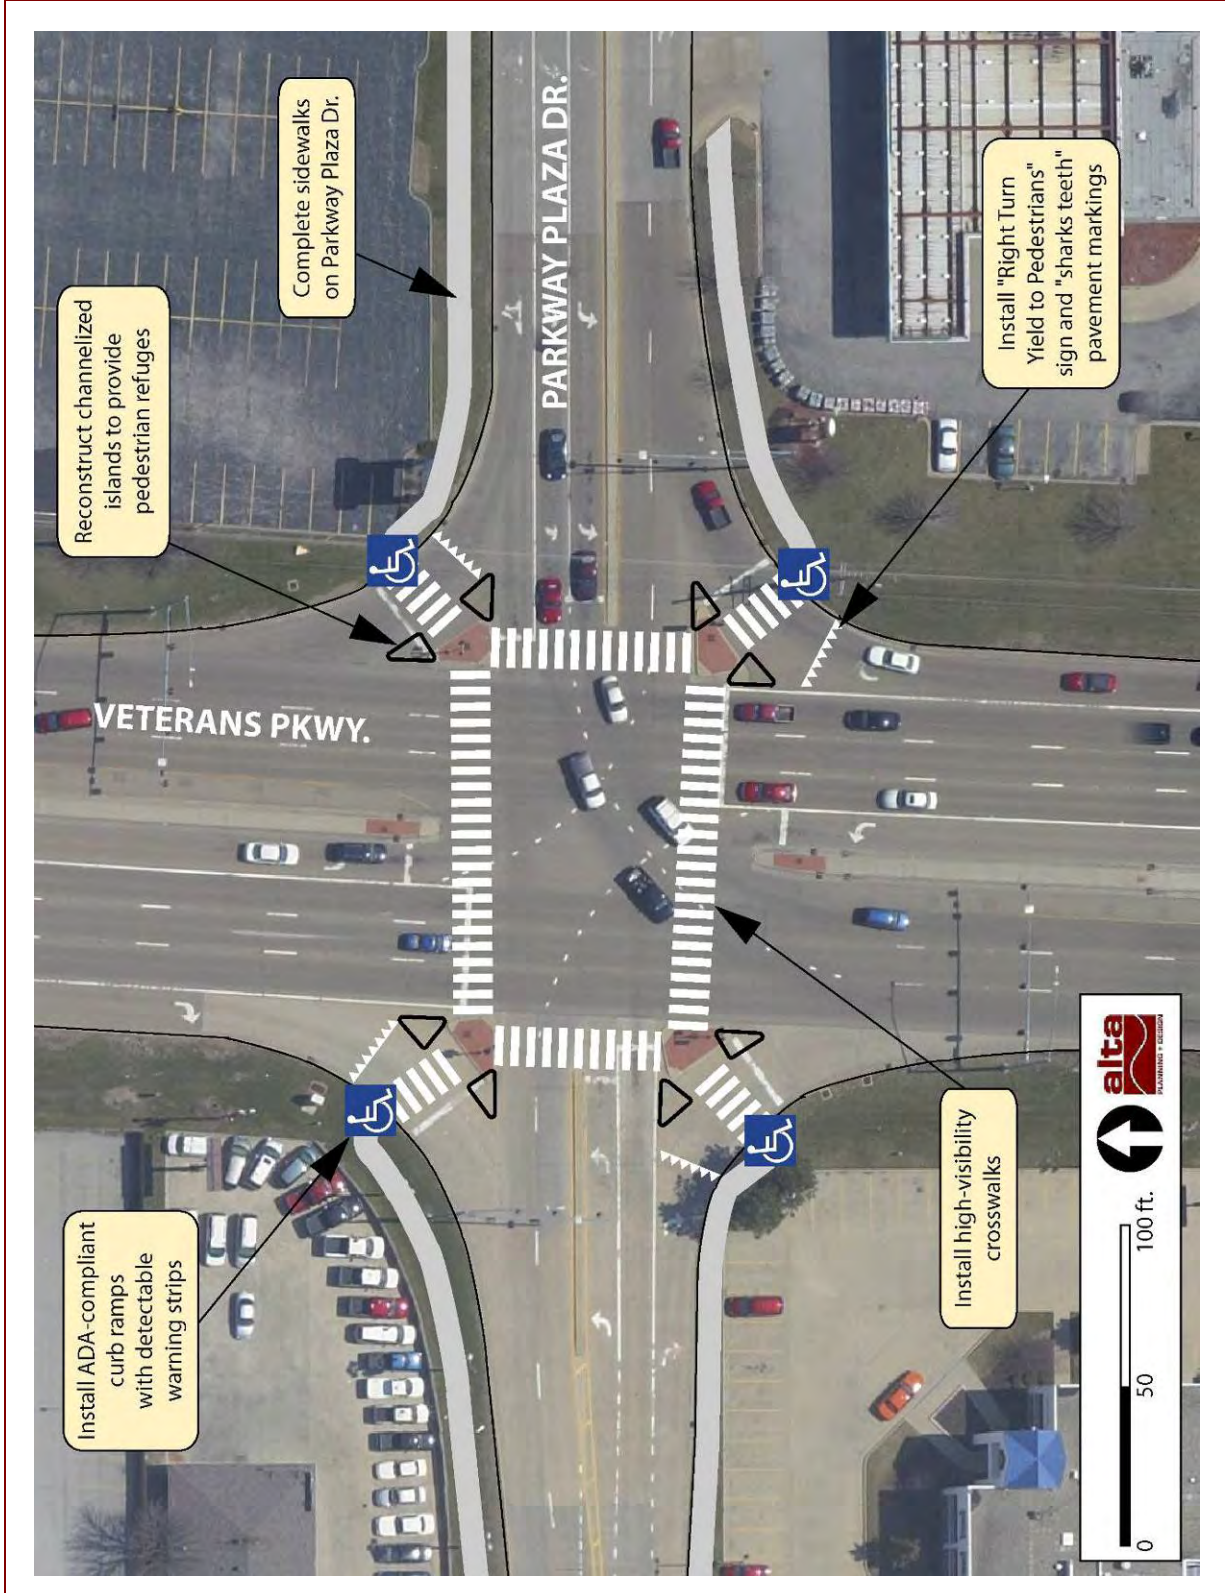 Install ADA-compliant
curb ramps
with detectable
warning strips
Reconstruct channelized
islands to provide
pedestrian refuges
Complete sidewalks
on Parkway Plaza Dr.
VETERANS PKWY.
PARKWAY PLAZA DR.
Install high-visibility
crosswalks
Install "Right Turn
Yield to Pedestrians"
sign and "sharks teeth"
pavement markings
0
50
100 ft.
alta
PLANNING + DESIGN